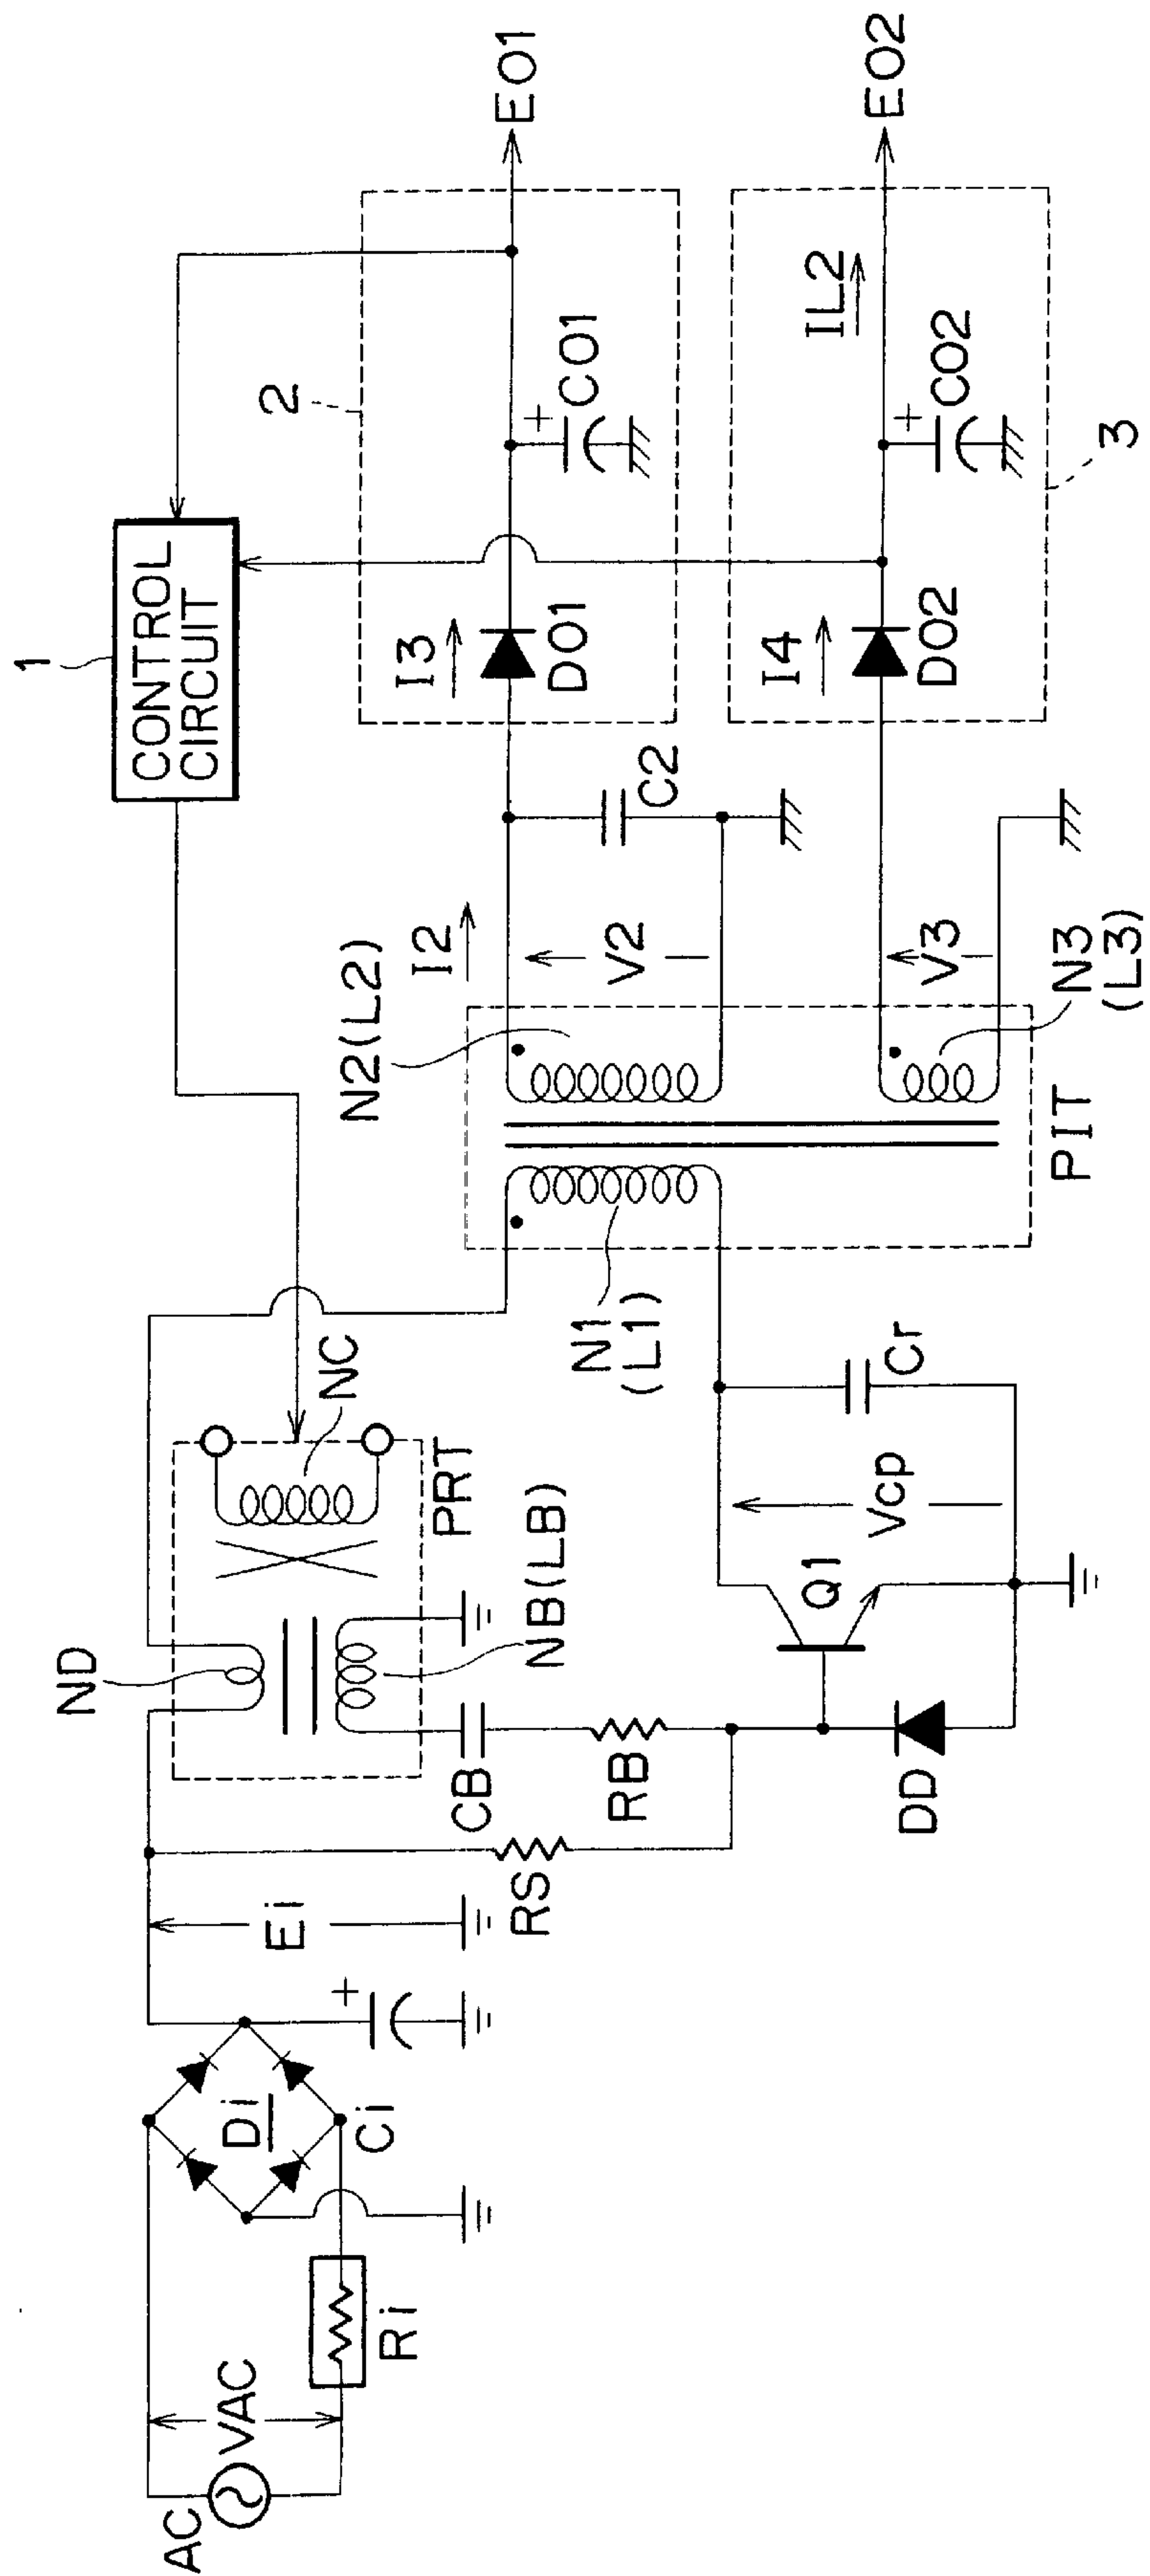 AC
VAC
Ri
Di
Ci
+
Ei
RS
ND
CB
RB
NB(LB)
PRT
NC
DD
Q1
Vcp
Cr
N1
(L1)
PIT
N2(L2)
N3
(L3)
I2
V2
V3
C2
1
CONTROL
CIRCUIT
2
I3
DO1
+
CO1
EO1
I4
DO2
+
CO2
IL2
EO2
3